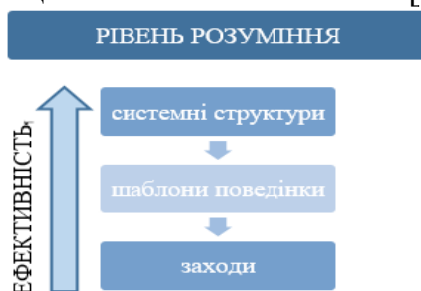 РІВЕНЬ РОЗУМІННЯ
системні структури
шаблони поведінки
заходи
ЕФЕКТИВНІСТЬ